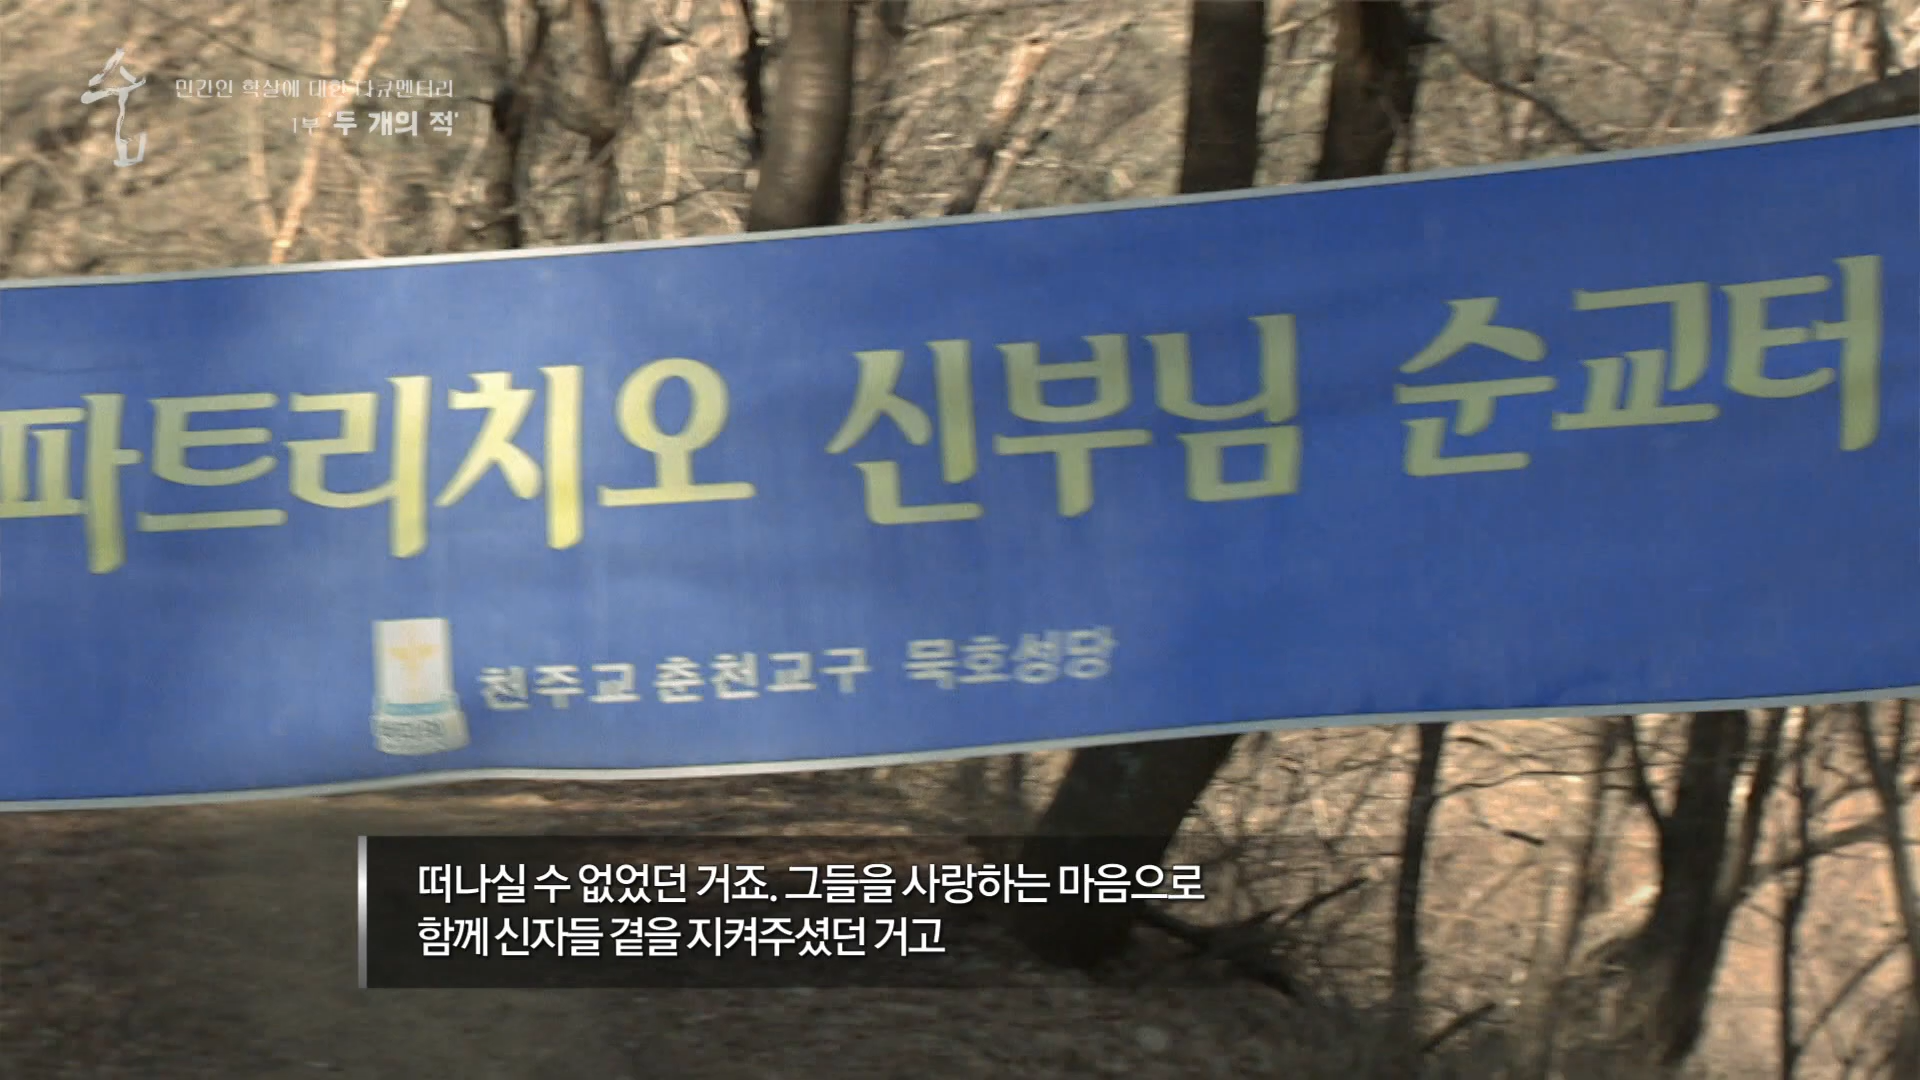 숨
민간인 학살에 대한 다큐멘터리
1부 '두 개의 적'
파트리치오 신부님 순교터
천주교 춘천교구 묵호성당
떠나실 수 없었던 거죠. 그들을 사랑하는 마음으로
함께 신자들 곁을 지켜주셨던 거고